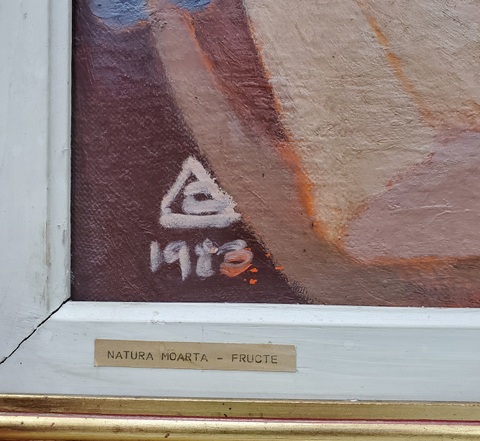 1983
NATURA MOARTA - FRUCTE